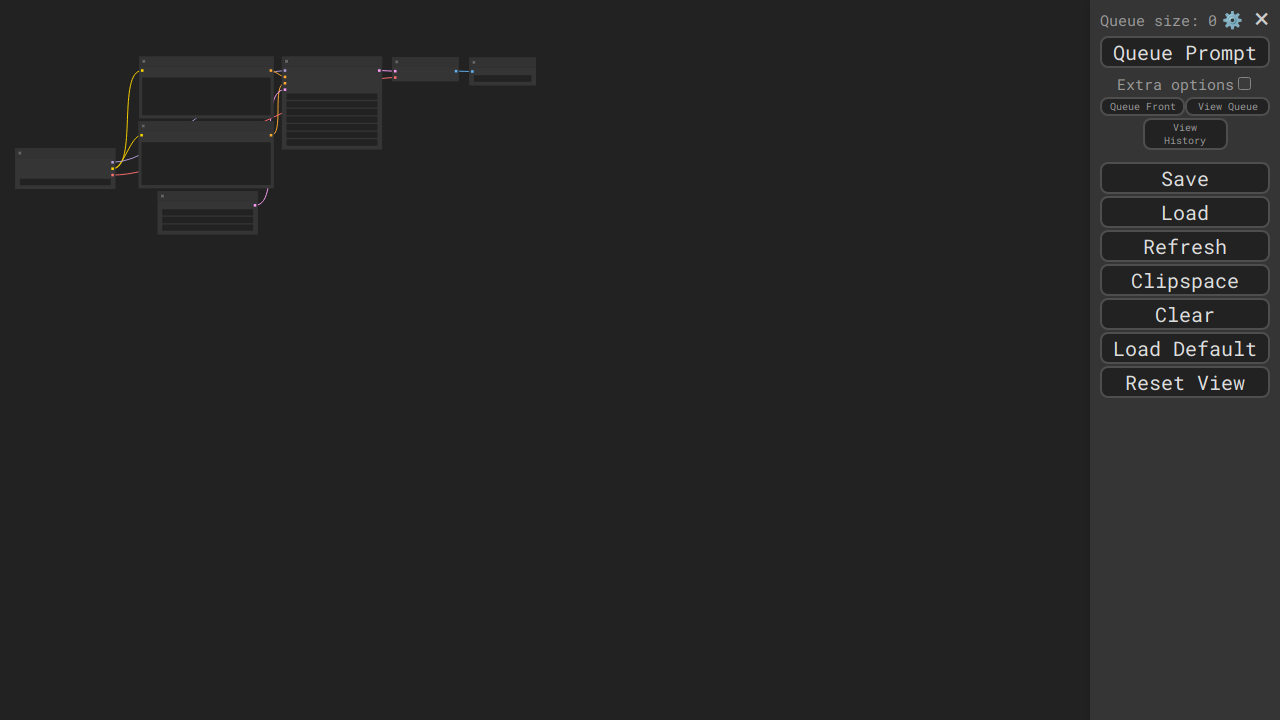 Queue size: 0
Queue Prompt
Extra options
Queue Front
View Queue
View
History
Save
Load
Refresh
Clipspace
Clear
Load Default
Reset View